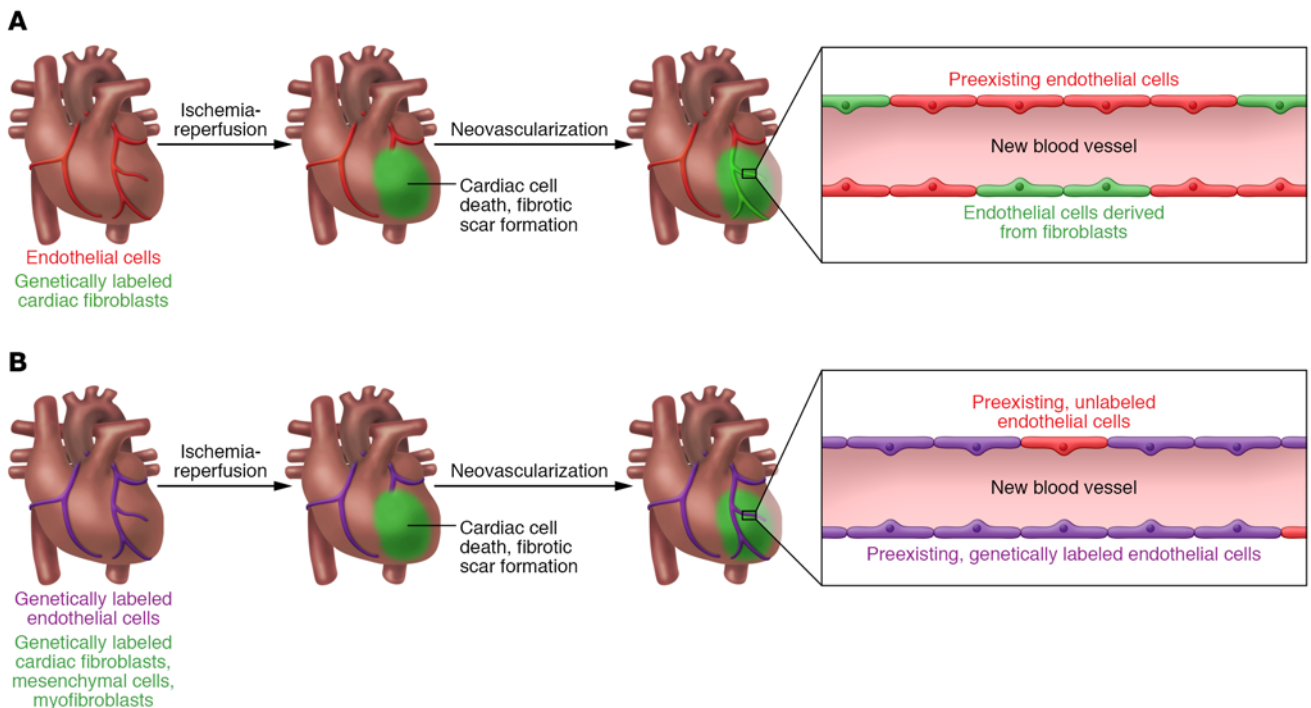 A
Ischemia-
reperfusion
Neovascularization
Cardiac cell
death, fibrotic
scar formation
Endothelial cells
Genetically labeled
cardiac fibroblasts
Preexisting endothelial cells
New blood vessel
Endothelial cells derived
from fibroblasts
B
Ischemia-
reperfusion
Neovascularization
Cardiac cell
death, fibrotic
scar formation
Genetically labeled
endothelial cells
Genetically labeled
cardiac fibroblasts,
mesenchymal cells,
myofibroblasts
Preexisting, unlabeled
endothelial cells
New blood vessel
Preexisting, genetically labeled endothelial cells